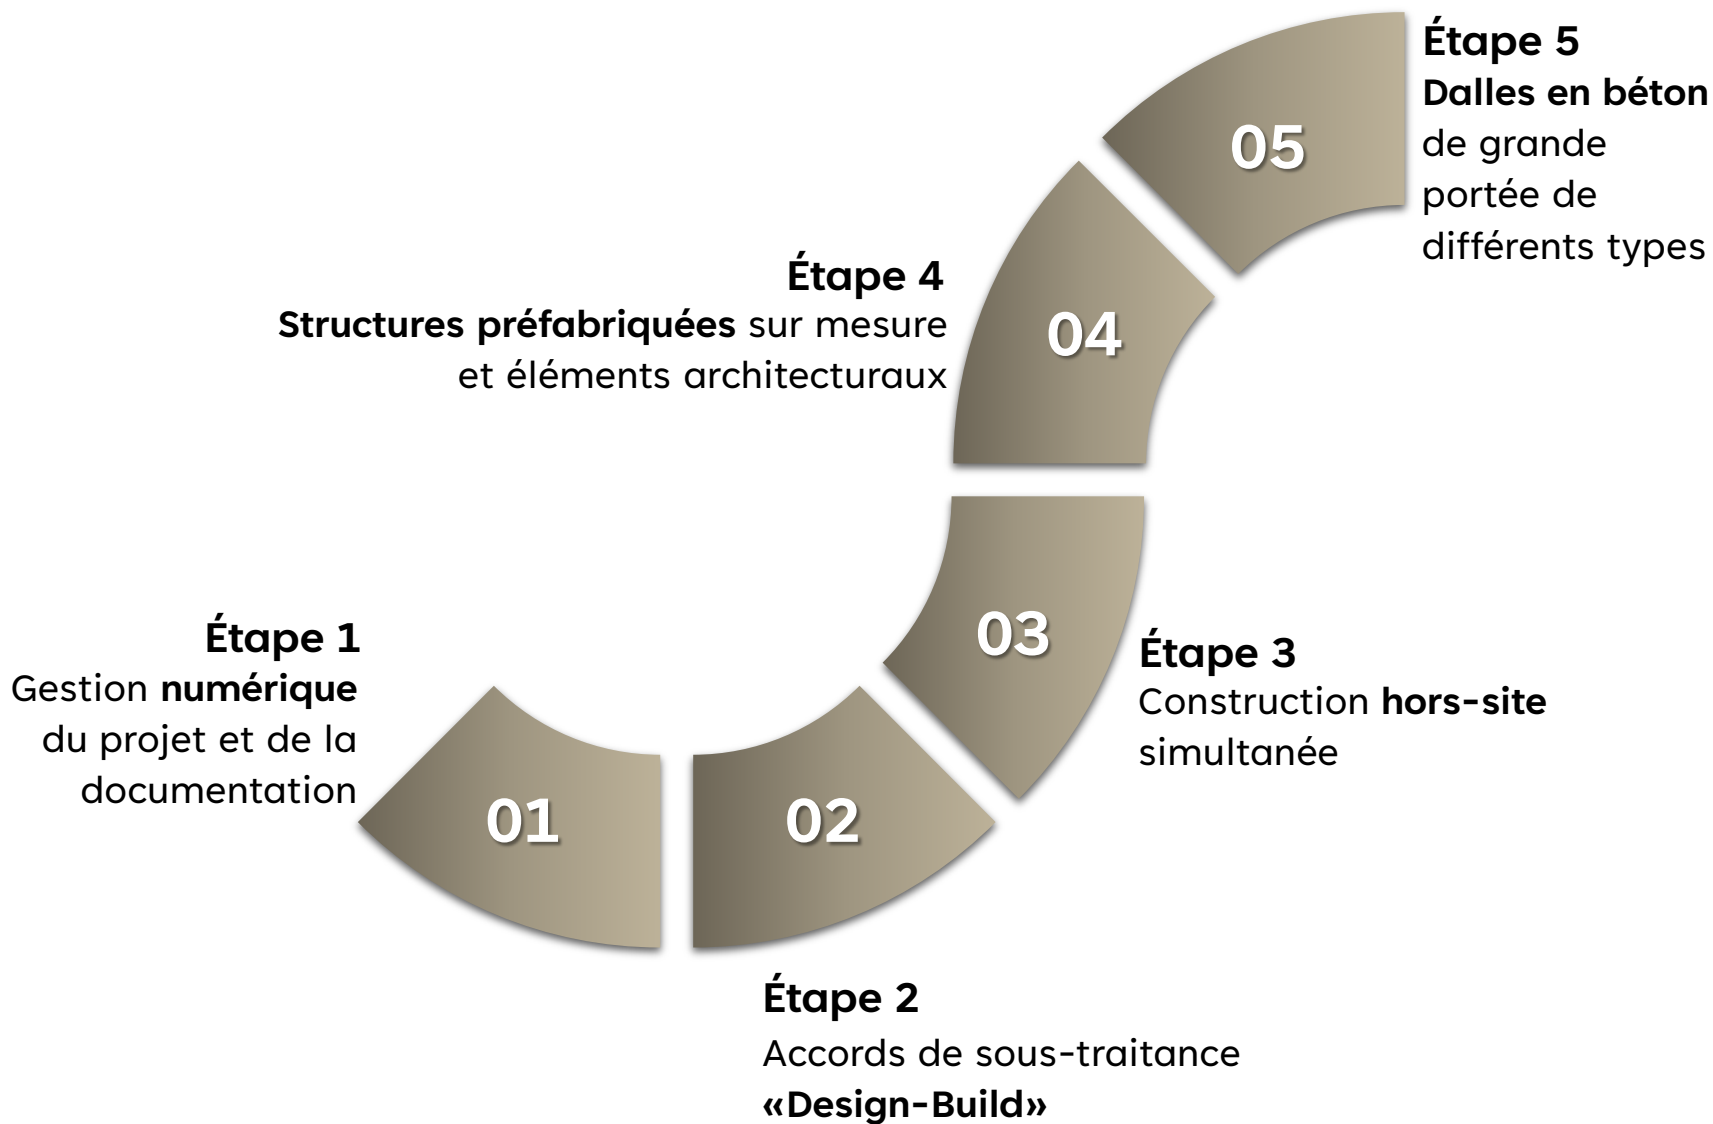 Étape 5
Dalles en béton
de grande
portée de
différents types
05
Étape 4
Structures préfabriquées sur mesure
et éléments architecturaux
04
03
Étape 3
Construction hors-site
simultanée
Étape 1
Gestion numérique
du projet et de la
documentation
01
02
Étape 2
Accords de sous-traitance
«Design-Build»